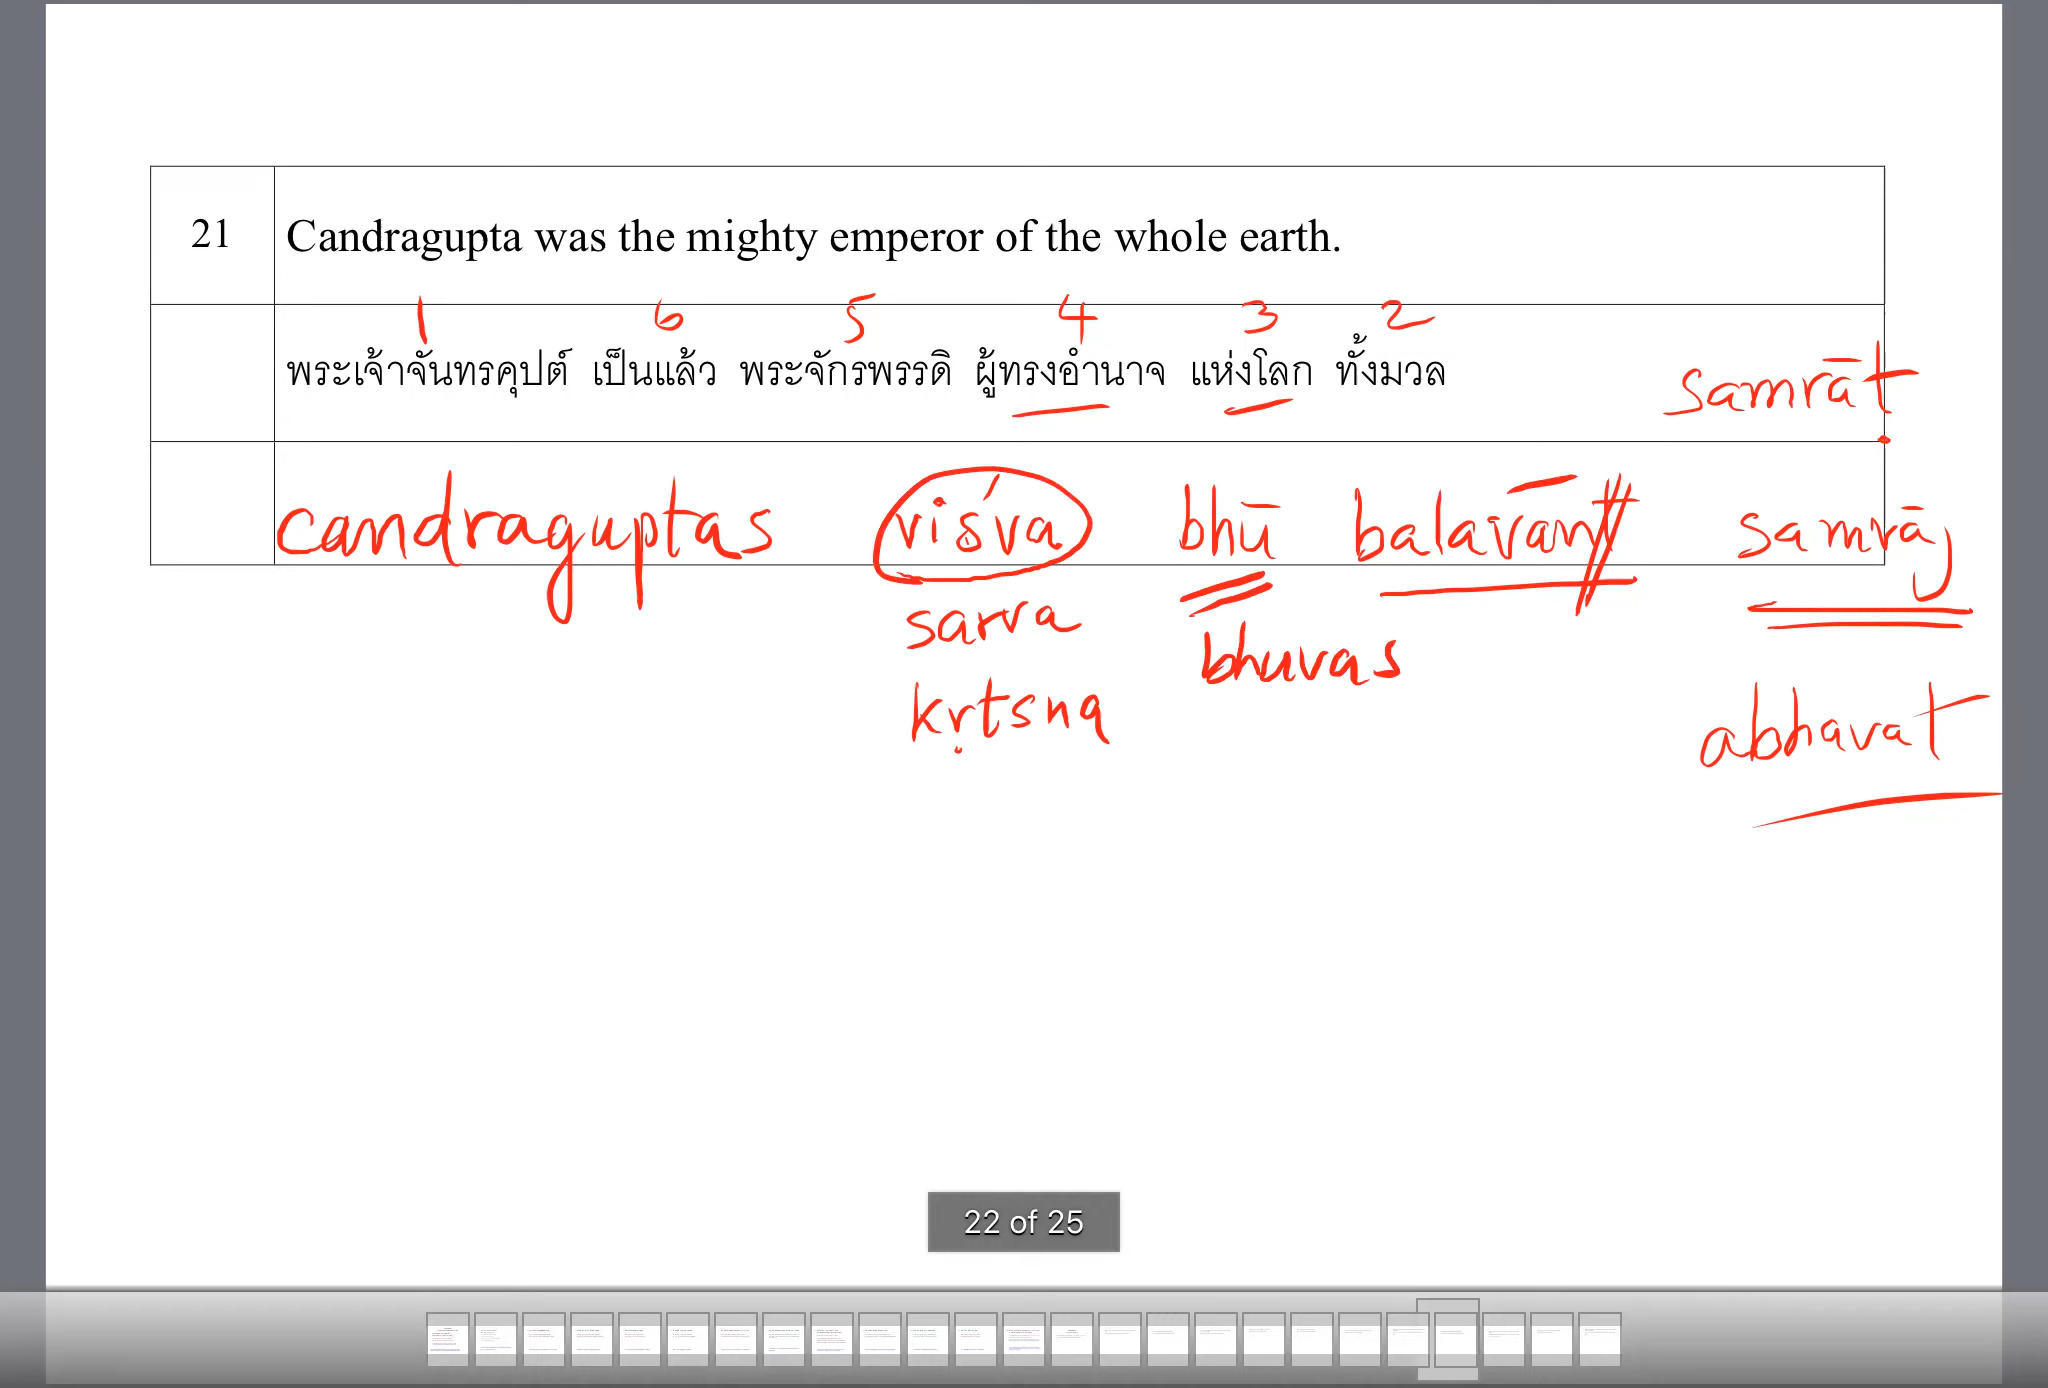 21 Candragupta was the mighty emperor of the whole earth.
1 6 5 4 3 2
พระเจ้าจันทรคุปต์ เป็นแล้ว พระจักรพรรดิ ผู้ทรงอำนาจ แห่งโลก ทั้งมวล
samrāṭ
candraguptas viśva bhū balavānt samrāj
sarva bhuvas
kṛtsna abhavat
22 of 25